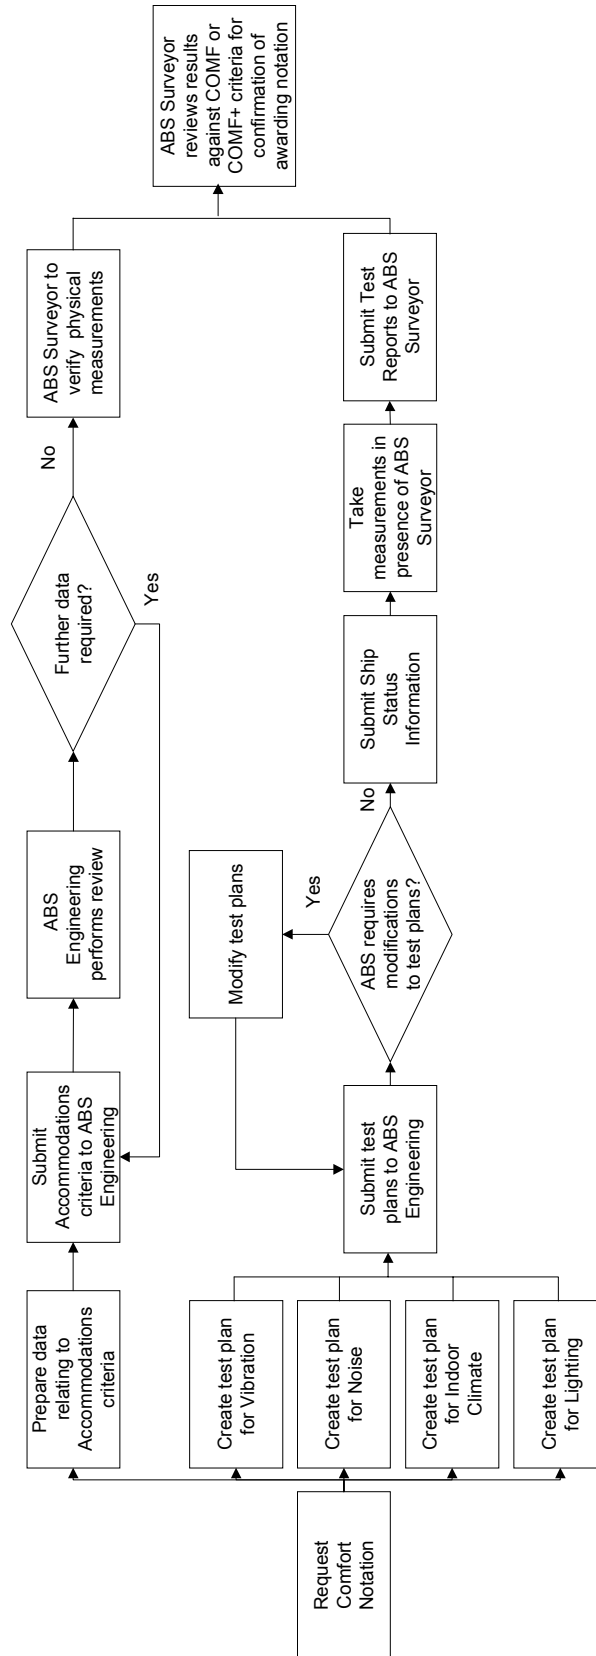 Request
Comfort
Notation
Prepare data
relating to
Accommodations
criteria
Submit
Accommodations
criteria to ABS
Engineering
ABS
Engineering
performs review
Further data
required?
No
Yes
ABS Surveyor to
verify physical
measurements
Create test plan
for Vibration
Create test plan
for Noise
Create test plan
for Indoor
Climate
Create test plan
for Lighting
Submit test
plans to ABS
Engineering
Modify test plans
ABS requires
modifications
to test plans?
Yes
No
Submit Ship
Status
Information
Take
measurements in
presence of ABS
Surveyor
Submit Test
Reports to ABS
Surveyor
ABS Surveyor
reviews results
against COMF or
COMF+ criteria for
confirmation of
awarding notation